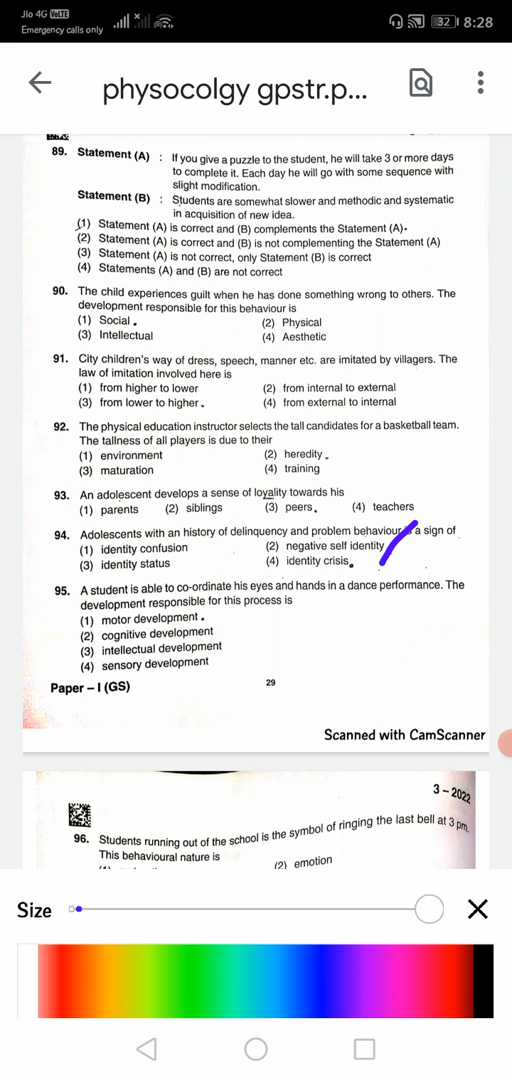 Jio 4G VoLTE
Emergency calls only
32 8:28
physocolgy gpstr.p...
89. Statement (A) : If you give a puzzle to the student, he will take 3 or more days
to complete it. Each day he will go with some sequence with
slight modification.
Statement (B) : Students are somewhat slower and methodic and systematic
in acquisition of new idea.
(1) Statement (A) is correct and (B) complements the Statement (A).
(2) Statement (A) is correct and (B) is not complementing the Statement (A)
(3) Statement (A) is not correct, only Statement (B) is correct
(4) Statements (A) and (B) are not correct
90. The child experiences guilt when he has done something wrong to others. The
development responsible for this behaviour is
(1) Social . (2) Physical
(3) Intellectual (4) Aesthetic
91. City children's way of dress, speech, manner etc. are imitated by villagers. The
law of imitation involved here is
(1) from higher to lower (2) from internal to external
(3) from lower to higher . (4) from external to internal
92. The physical education instructor selects the tall candidates for a basketball team.
The tallness of all players is due to their
(1) environment (2) heredity .
(3) maturation (4) training
93. An adolescent develops a sense of loyality towards his
(1) parents (2) siblings (3) peers . (4) teachers
94. Adolescents with an history of delinquency and problem behaviour a sign of
(1) identity confusion (2) negative self identity
(3) identity status (4) identity crisis .
95. A student is able to co-ordinate his eyes and hands in a dance performance. The
development responsible for this process is
(1) motor development .
(2) cognitive development
(3) intellectual development
(4) sensory development
Paper – I (GS) 29
Scanned with CamScanner
3 – 2022
96. Students running out of the school is the symbol of ringing the last bell at 3 pm.
This behavioural nature is
(2) emotion
Size